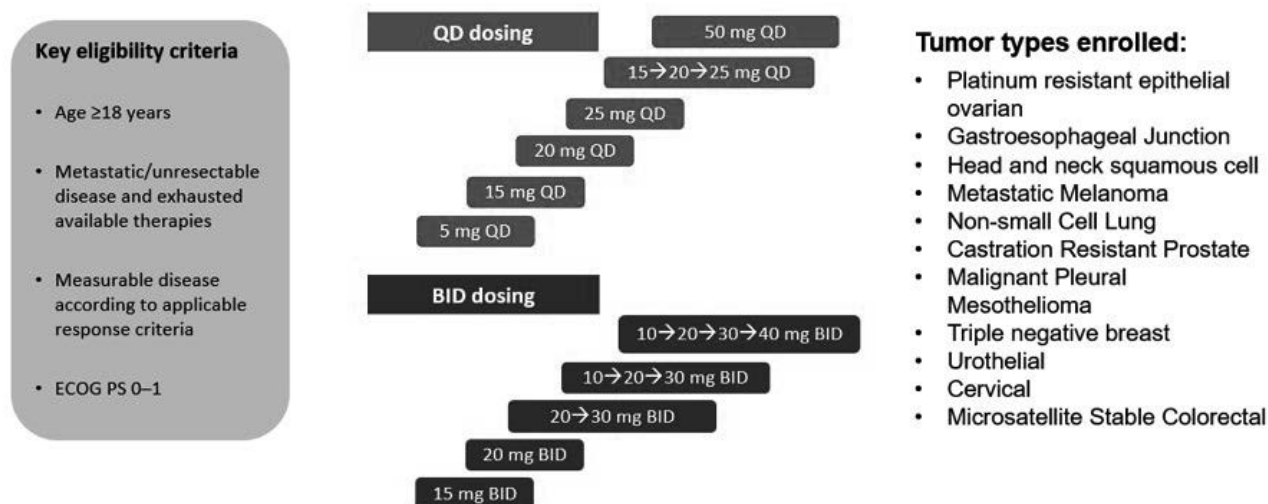 Key eligibility criteria
• Age ≥18 years
• Metastatic/unresectable
disease and exhausted
available therapies
• Measurable disease
according to applicable
response criteria
• ECOG PS 0–1
QD dosing
50 mg QD
15→20→25 mg QD
25 mg QD
20 mg QD
15 mg QD
5 mg QD
BID dosing
10→20→30→40 mg BID
10→20→30 mg BID
20→30 mg BID
20 mg BID
15 mg BID
Tumor types enrolled:
• Platinum resistant epithelial
ovarian
• Gastroesophageal Junction
• Head and neck squamous cell
• Metastatic Melanoma
• Non-small Cell Lung
• Castration Resistant Prostate
• Malignant Pleural
Mesothelioma
• Triple negative breast
• Urothelial
• Cervical
• Microsatellite Stable Colorectal